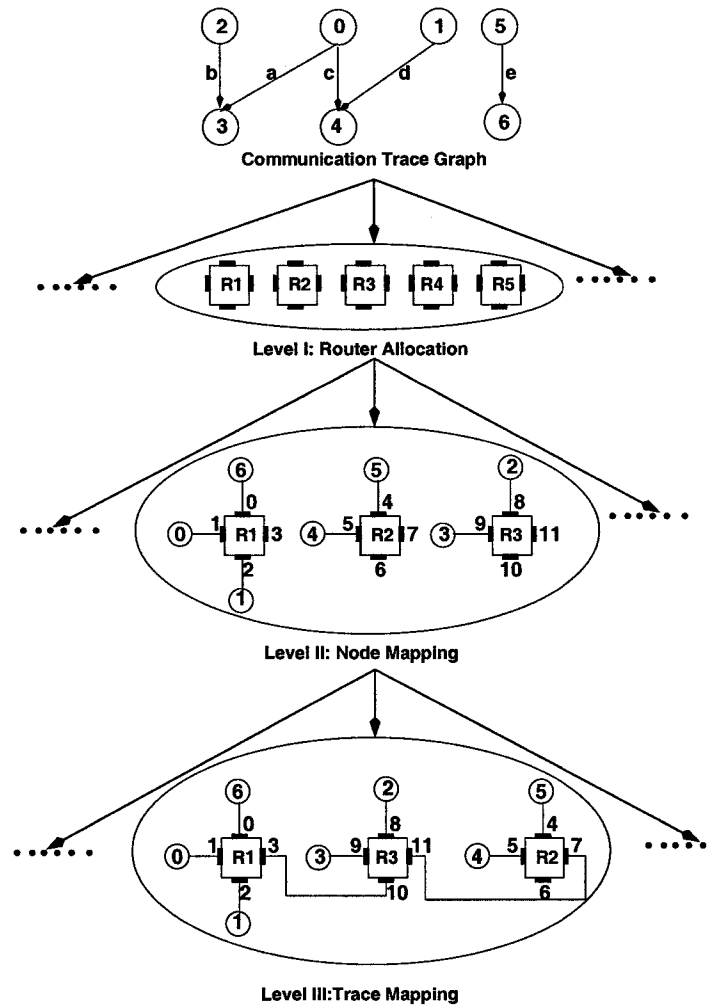 2 0 1 5
b a c d e
3 4 6
Communication Trace Graph
R1 R2 R3 R4 R5
Level I: Router Allocation
6 5 2
0 4 8
0 1 R1 3 4 5 R2 7 3 9 R3 11
2 6 10
1
Level II: Node Mapping
6 2 5
0 8 4
0 1 R1 3 3 9 R3 11 4 5 R2 7
2 10 6
1
Level III:Trace Mapping